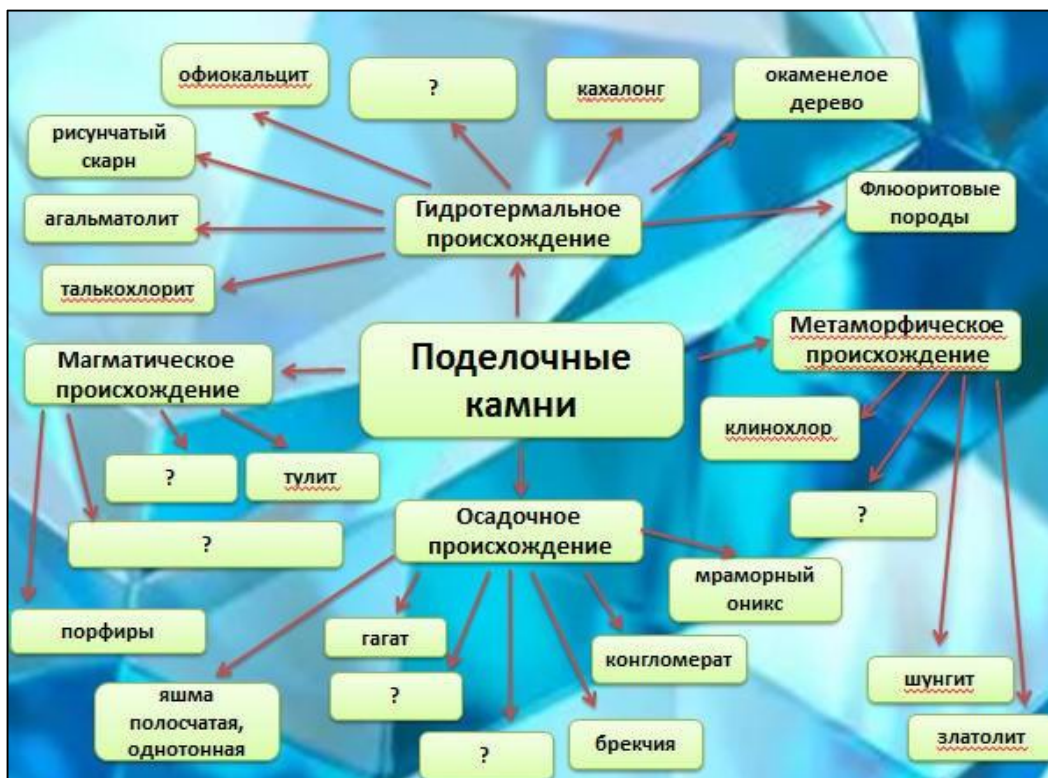 офиокальцит
?
кахалонг
окаменелое
дерево
рисунчатый
скарн
агальматолит
Гидротермальное
происхождение
Флюоритовые
породы
талькохлорит
Поделочные
камни
Метаморфическое
происхождение
Магматическое
происхождение
клинохлор
?
тулит
?
?
Осадочное
происхождение
мраморный
оникс
порфиры
гагат
конгломерат
шунгит
яшма
полосчатая,
однотонная
?
?
брекчия
златолит